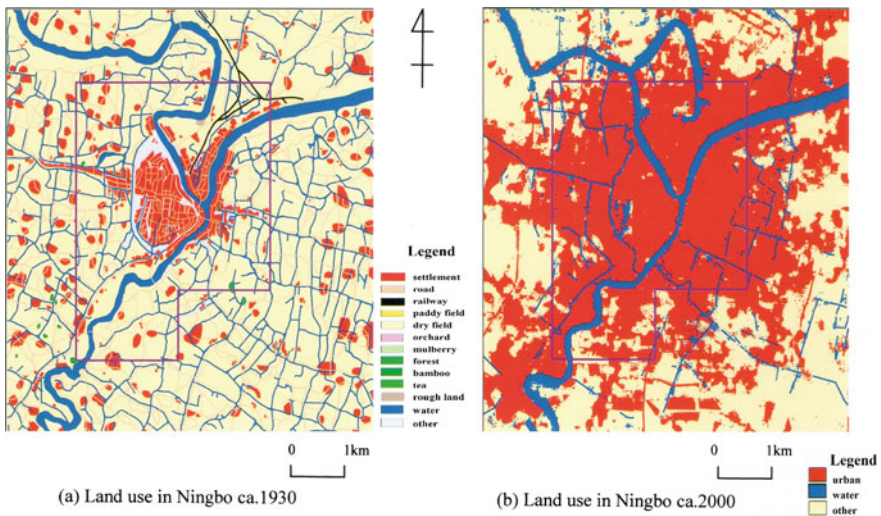 Legend
settlement
road
railway
paddy field
dry field
orchard
mulberry
forest
bamboo
tea
rough land
water
other
0 1km
(a) Land use in Ningbo ca.1930
0 1km
(b) Land use in Ningbo ca.2000
Legend
urban
water
other